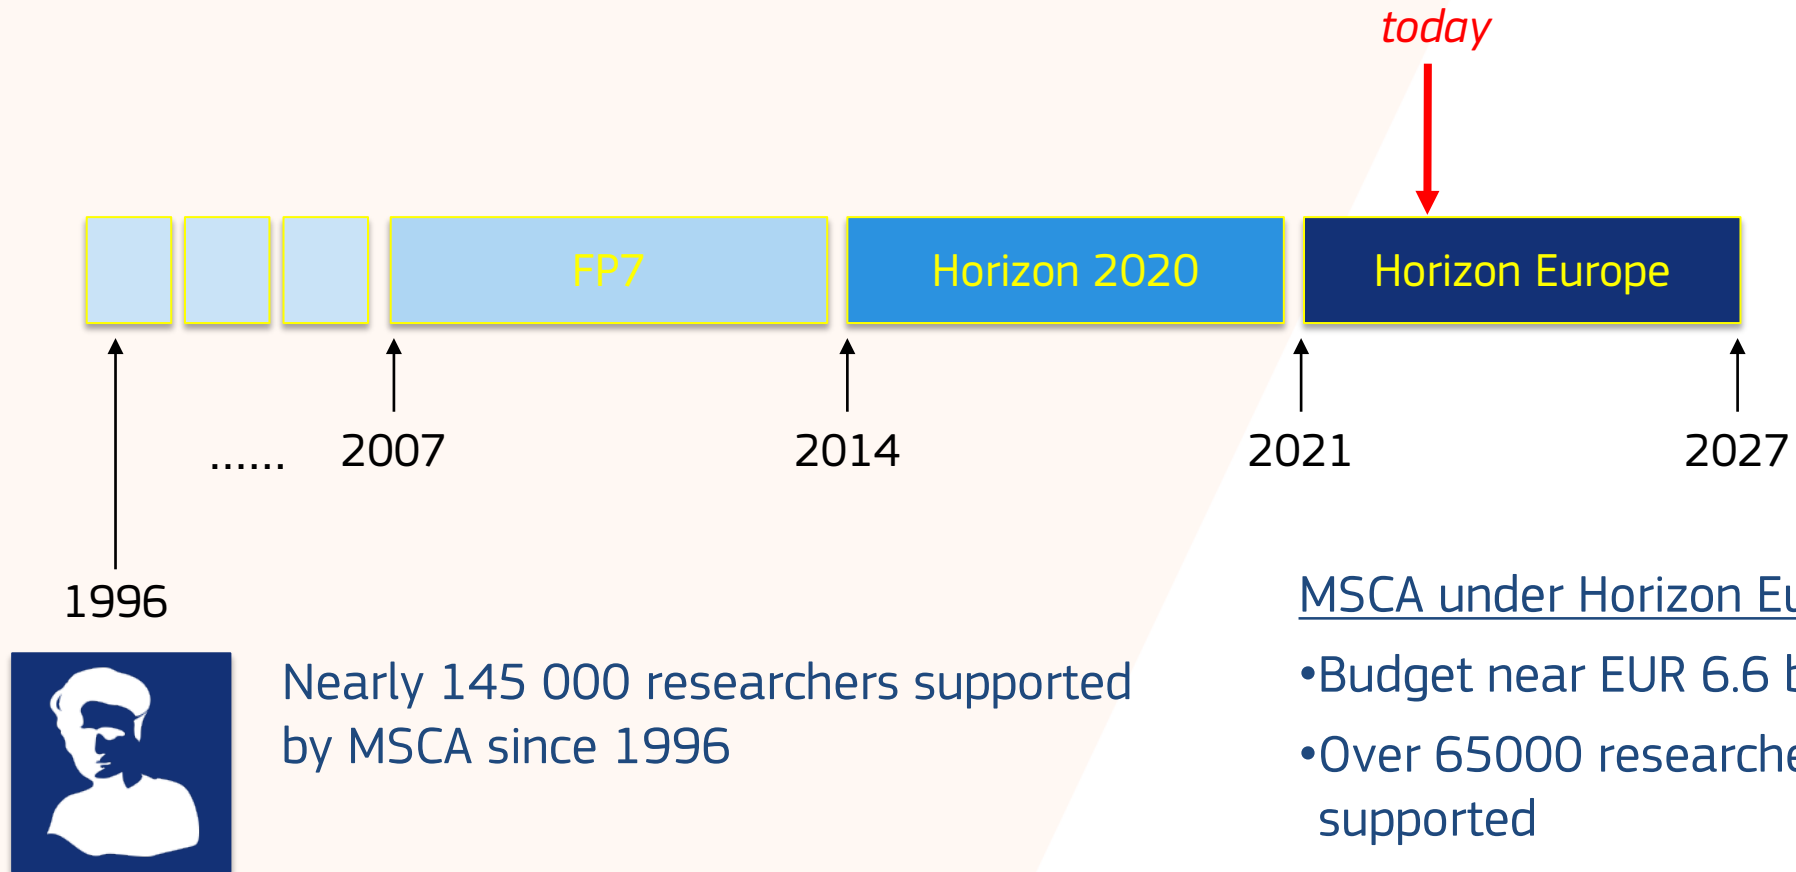 today
FP7
Horizon 2020
Horizon Europe
...... 2007
2014
2021
2027
1996
Nearly 145 000 researchers supported
by MSCA since 1996
MSCA under Horizon
•Budget near EUR 6.6
•Over 65000
supported